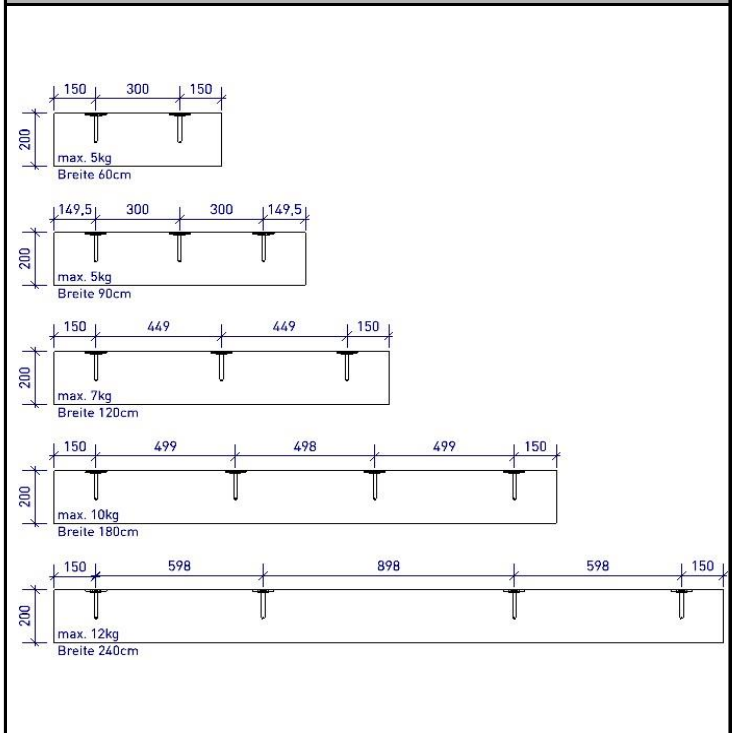 150 300 150
200
max. 5kg
Breite 60cm
149,5 300 300 149,5
200
max. 5kg
Breite 90cm
150 449 449 150
200
max. 7kg
Breite 120cm
150 499 498 499 150
200
max. 10kg
Breite 180cm
150 598 898 598 150
200
max. 12kg
Breite 240cm